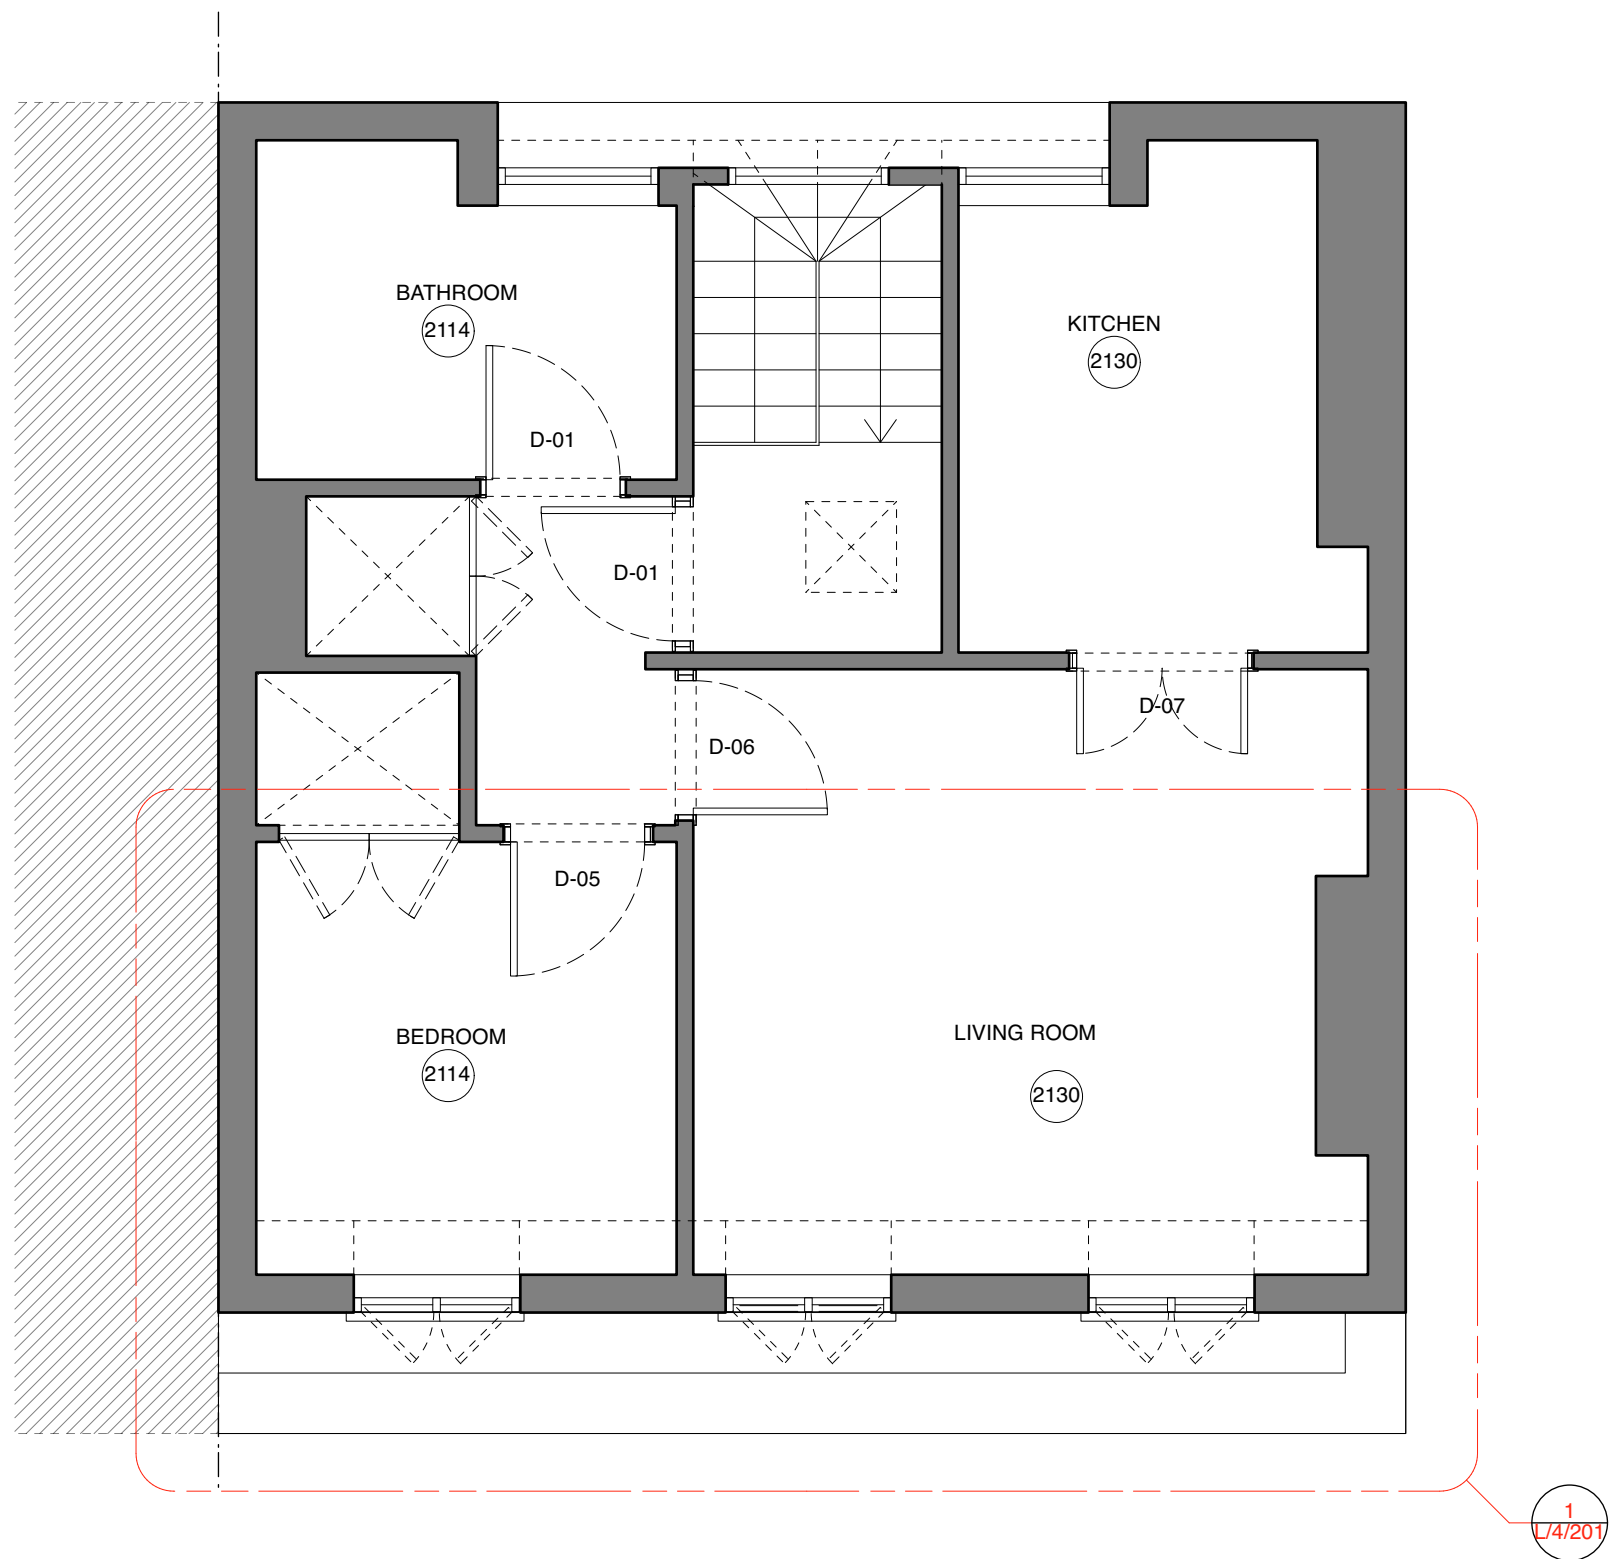 BATHROOM
2114
KITCHEN
2130
D-01
D-01
D-07
D-06
D-05
BEDROOM
2114
LIVING ROOM
2130
1
L/4/201